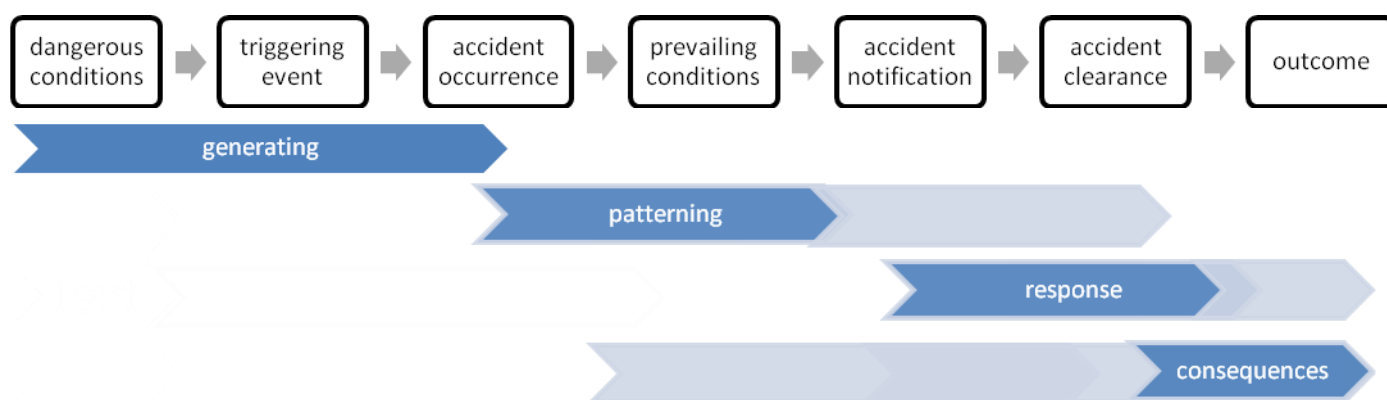 dangerous
conditions
triggering
event
accident
occurrence
prevailing
conditions
accident
notification
accident
clearance
outcome
generating
patterning
response
consequences